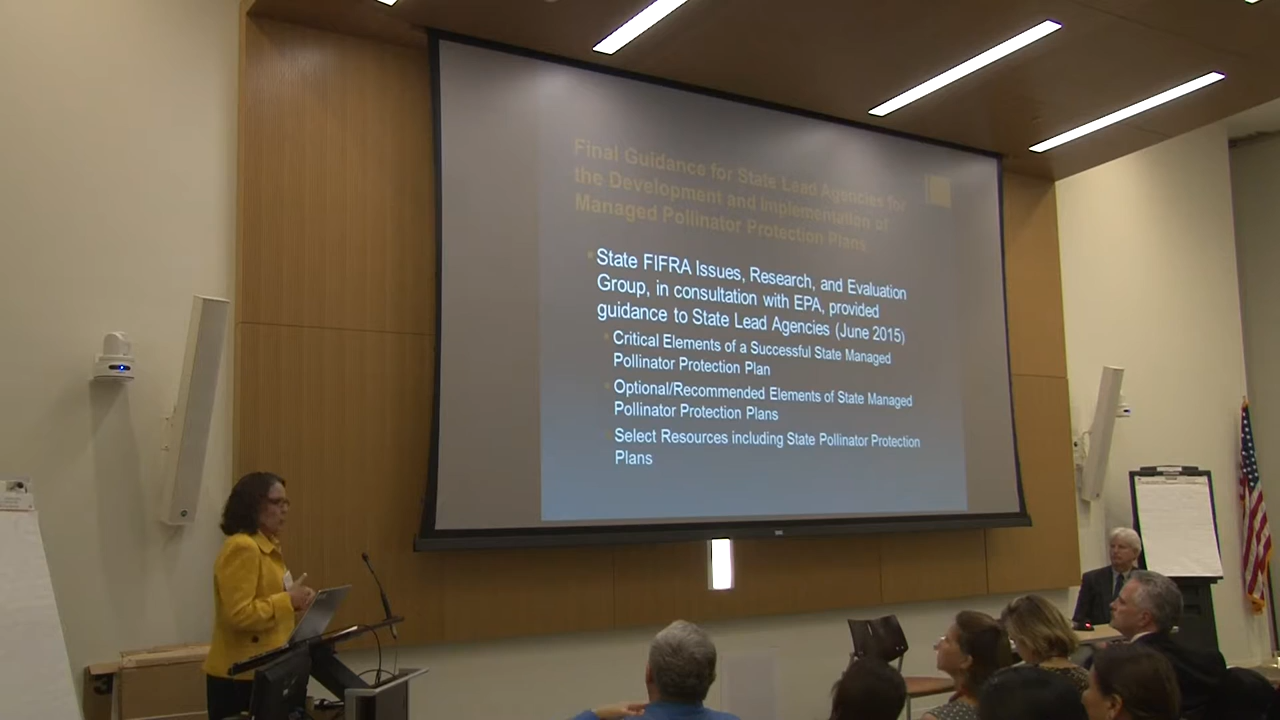 Final Guidance for State Lead Agencies for
the Development and Implementation of
Managed Pollinator Protection Plans
State FIFRA Issues, Research, and Evaluation
Group, in consultation with EPA, provided
guidance to State Lead Agencies (June 2015)
Critical Elements of a Successful State Managed
Pollinator Protection Plan
Optional/Recommended Elements of State Managed
Pollinator Protection Plans
Select Resources including State Pollinator Protection
Plans